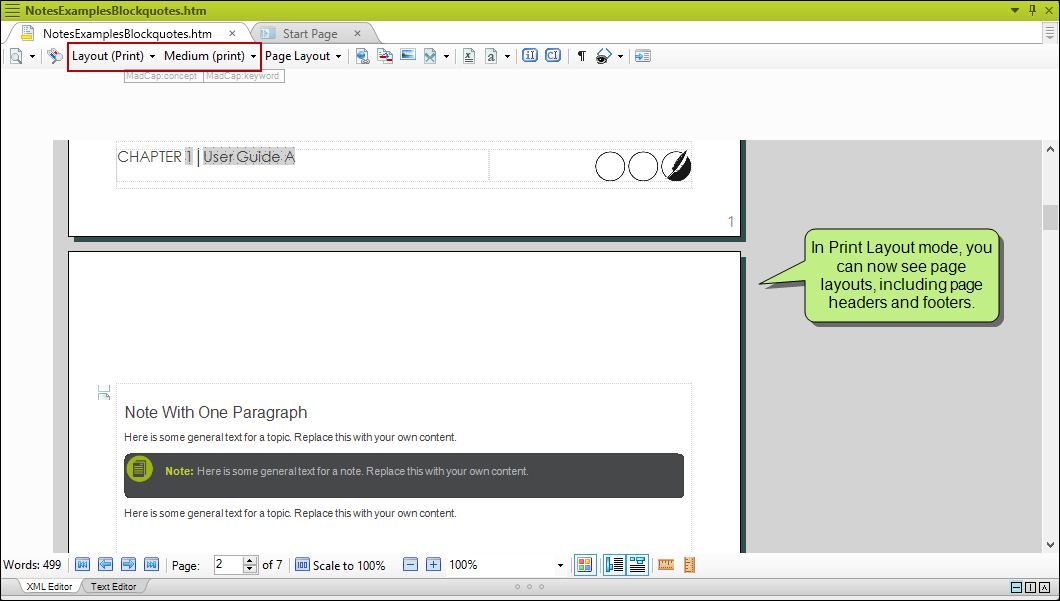 NotesExamplesBlockquotes.htm
NotesExamplesBlockquotes.htm Start Page
Layout (Print) Medium (print) Page Layout
MadCap:concept MadCap:keyword
CHAPTER 1 | User Guide A
1
In Print Layout mode, you
can now see page
layouts, including page
headers and footers.
Note With One Paragraph
Here is some general text for a topic. Replace this with your own content.
Note: Here is some general text for a note. Replace this with your own content.
Here is some general text for a topic. Replace this with your own content.
Words: 499 Page: 2 of 7 Scale to 100% 100%
XML Editor Text Editor